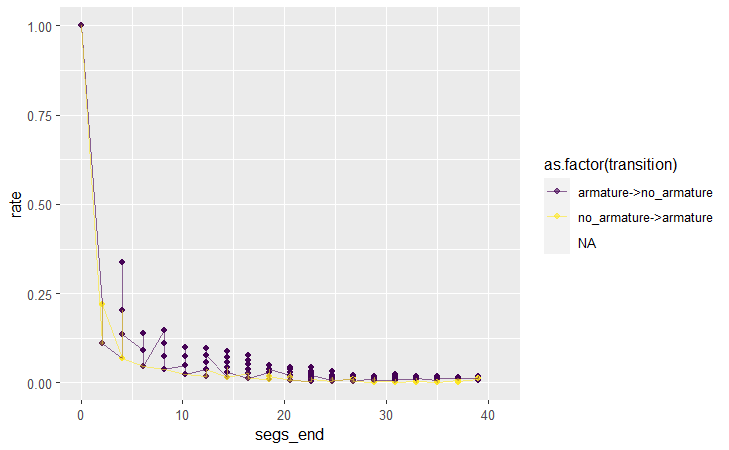 1.00
0.75
0.50
0.25
0.00
rate
0
10
20
30
40
segs_end
as.factor(transition)
armature->no_armature
no_armature->armature
NA